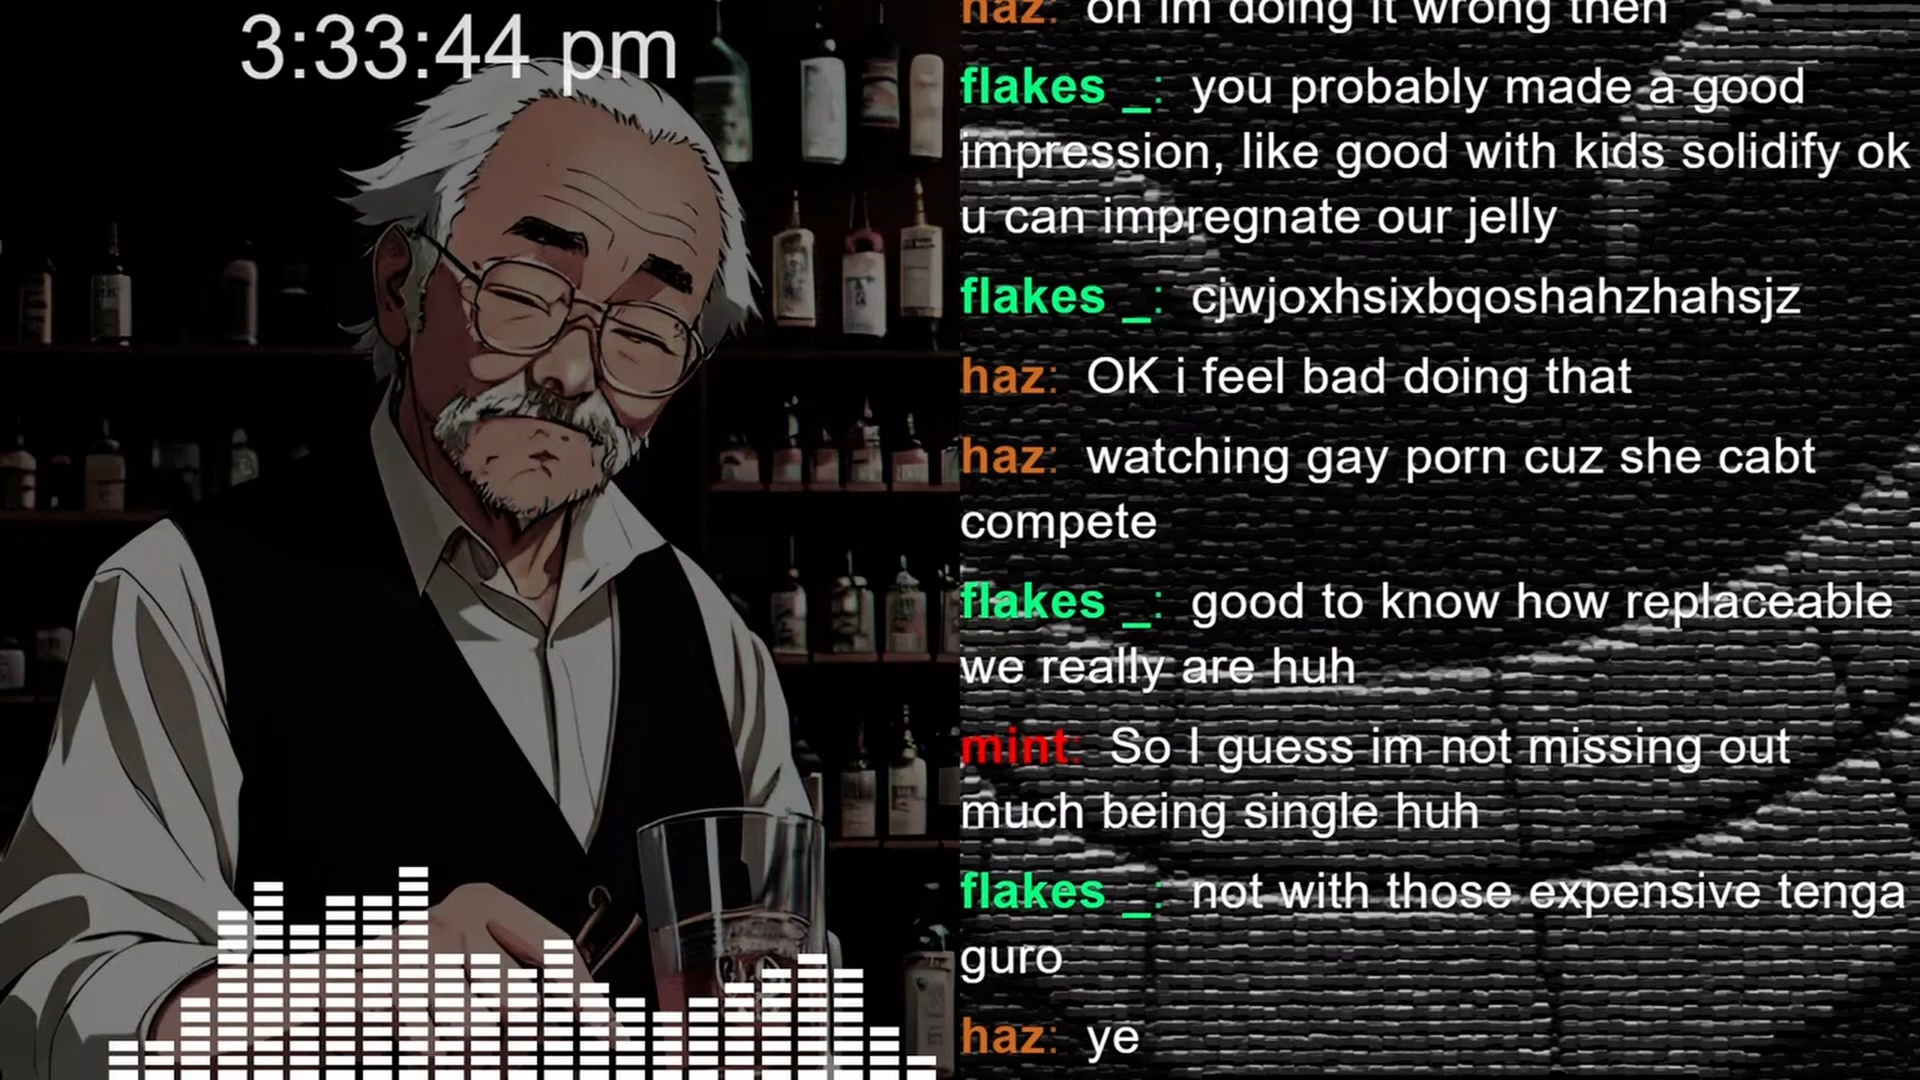 3:33:44 pm
haz: oh im doing it wrong then
flakes _: you probably made a good
impression, like good with kids solidify ok
u can impregnate our jelly
flakes _: cjwjoxhsixbqoshahzhahsjz
haz: OK i feel bad doing that
haz: watching gay porn cuz she cabt
compete
flakes _: good to know how replaceable
we really are huh
mint: So I guess im not missing out
much being single huh
flakes _: not with those expensive tenga
guro
haz: ye